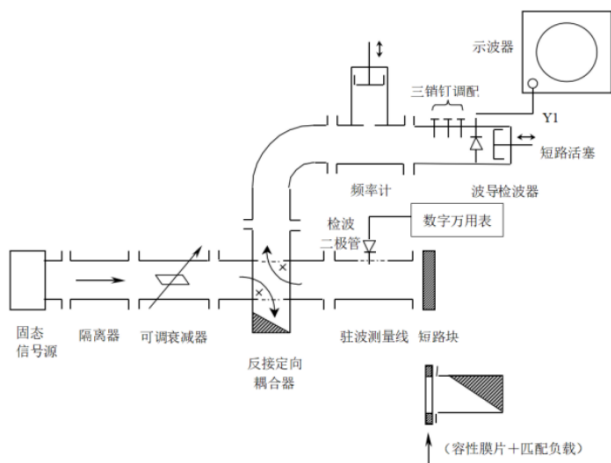 示波器
三销钉调配
Y1
短路活塞
频率计
波导检波器
检波
二极管
数字万用表
固态
信号源
隔离器
可调衰减器
反接定向
耦合器
驻波测量线
短路块
（容性膜片＋匹配负载）